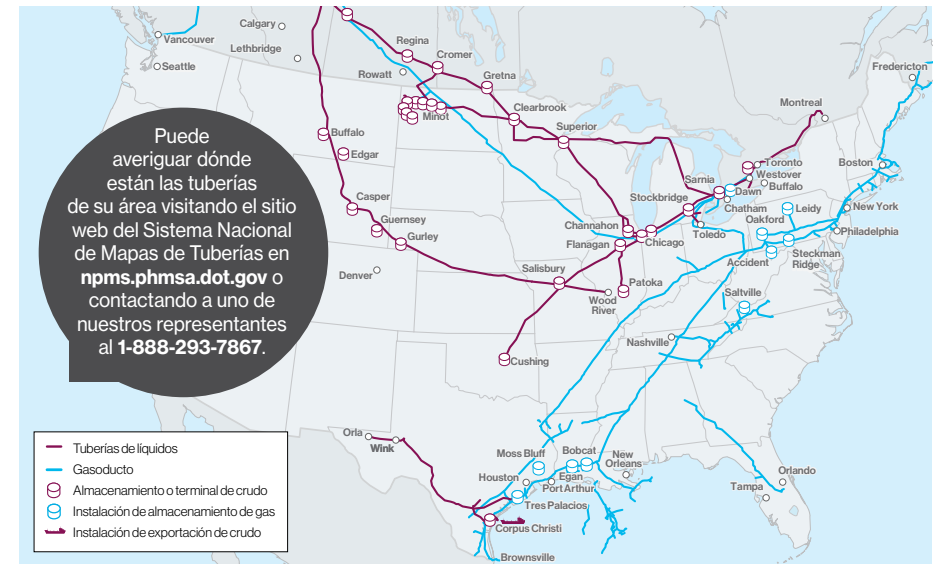 Calgary
Vancouver
Lethbridge
Seattle
Regina
Cromer
Rowatt
Gretna
Minot
Clearbrook
Superior
Fredericton
Montreal
Puede
averiguar dónde
están las tuberías
de su área visitando el sitio
web del Sistema Nacional
de Mapas de Tuberías en
npms.phmsa.dot.gov o
contactando a uno de
nuestros representantes
al 1-888-293-7867.
Buffalo
Edgar
Casper
Guernsey
Gurley
Denver
Toronto
Westover
Buffalo
Boston
Sarnia
Dawn
Stockbridge
Chatham
Leidy
New York
Oakford
Channahon
Toledo
Philadelphia
Flanagan
Chicago
Steckman
Ridge
Accident
Salisbury
Patoka
Wood
River
Saltville
Nashville
Cushing
Orla
Wink
Moss Bluff
Bobcat
New
Orleans
Houston
Egan
Port Arthur
Tres Palacios
Corpus Christi
Brownsville
Orlando
Tampa
Tuberías de líquidos
Gasoducto
Almacenamiento o terminal de crudo
Instalación de almacenamiento de gas
Instalación de exportación de crudo